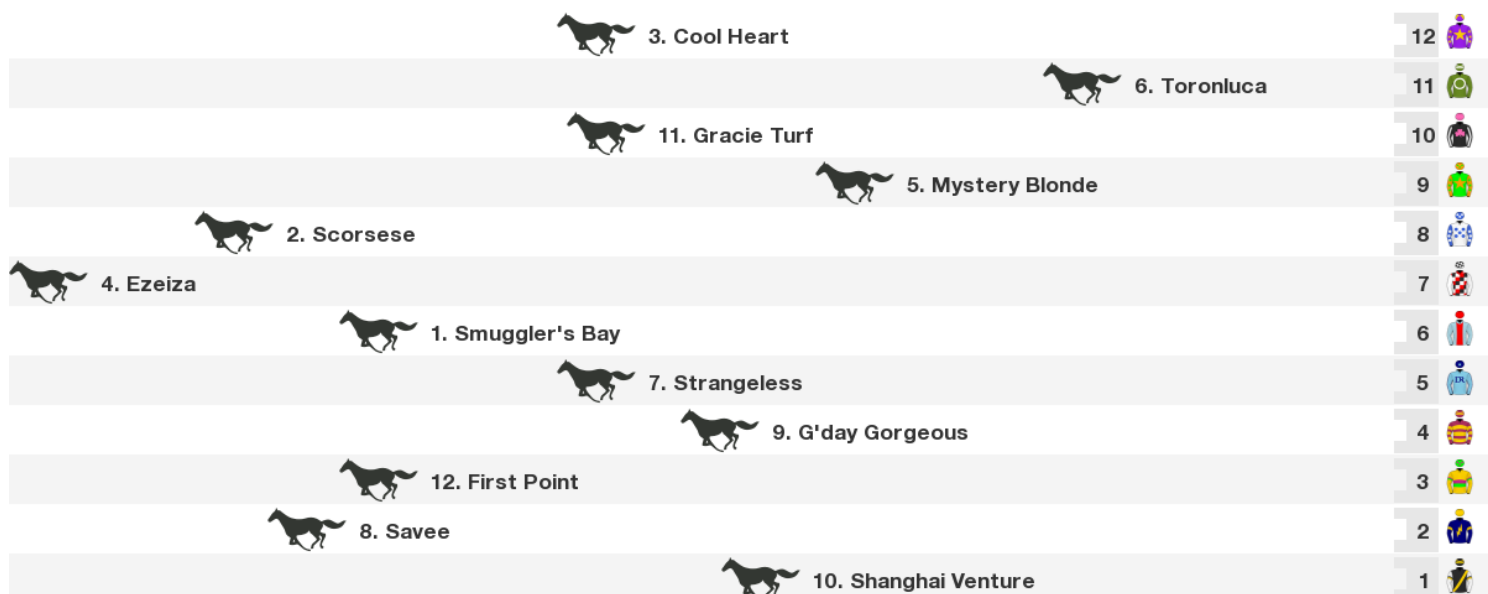 3. Cool Heart 12
6. Toronluca 11
11. Gracie Turf 10
5. Mystery Blonde 9
2. Scorsese 8
4. Ezeiza 7
1. Smuggler's Bay 6
7. Strangeless 5
9. G'day Gorgeous 4
12. First Point 3
8. Savee 2
10. Shanghai Venture 1